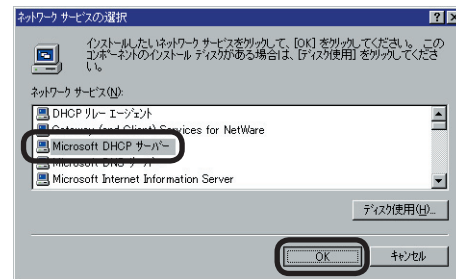 ネットワーク サービスの選択
インストールしたいネットワーク サービスをクリックして、[OK] をクリックしてください。この
コンポーネントのインストール ディスクがある場合は、[ディスク使用] をクリックしてくださ
い。
ネットワーク サービス(N):
DHCP リレー エージェント
Gateway (and Client) Services for NetWare
Microsoft DHCP サーバー
Microsoft DNS サーバー
Microsoft Internet Information Server
ディスク使用(H)...
OK
キャンセル